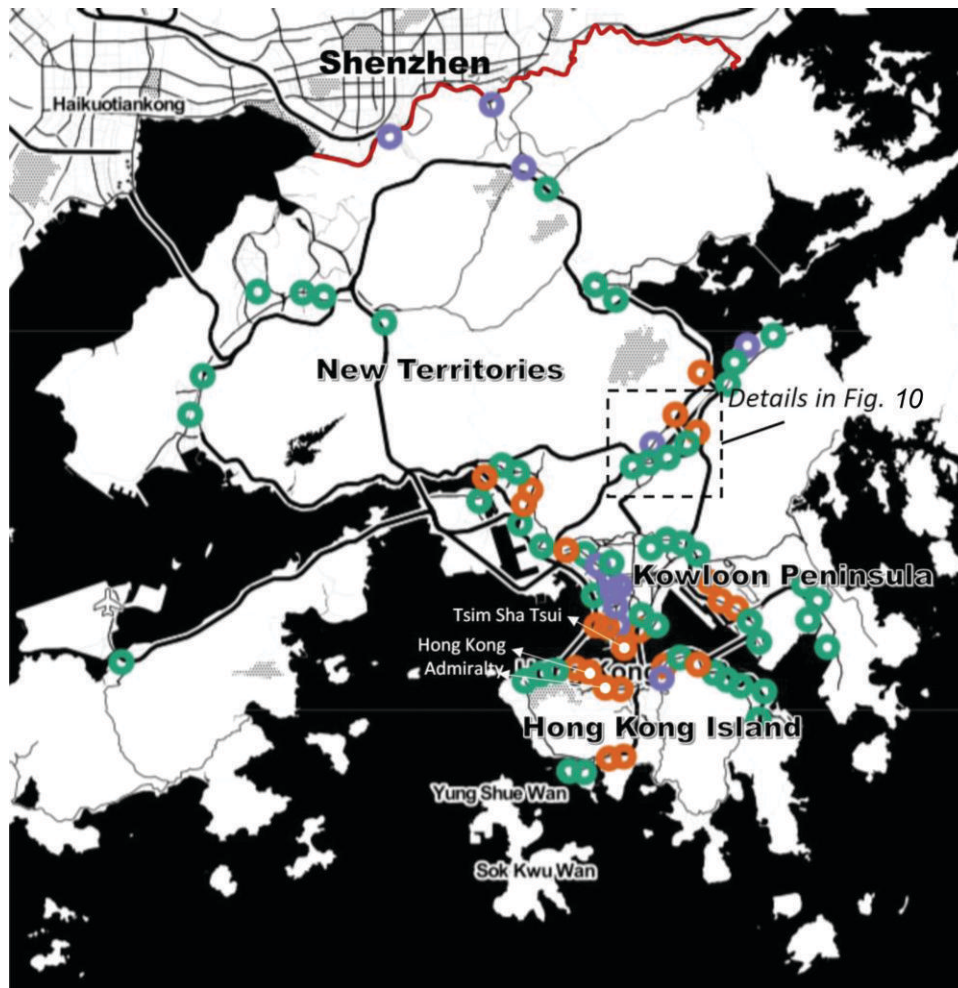 Shenzhen
Haikuotiankong
New Territories
Details in Fig. 10
Kowloon Peninsula
Tsim Sha Tsui
Hong Kong
Admiralty
Hong Kong Island
Yung Shue Wan
Sok Kwu Wan